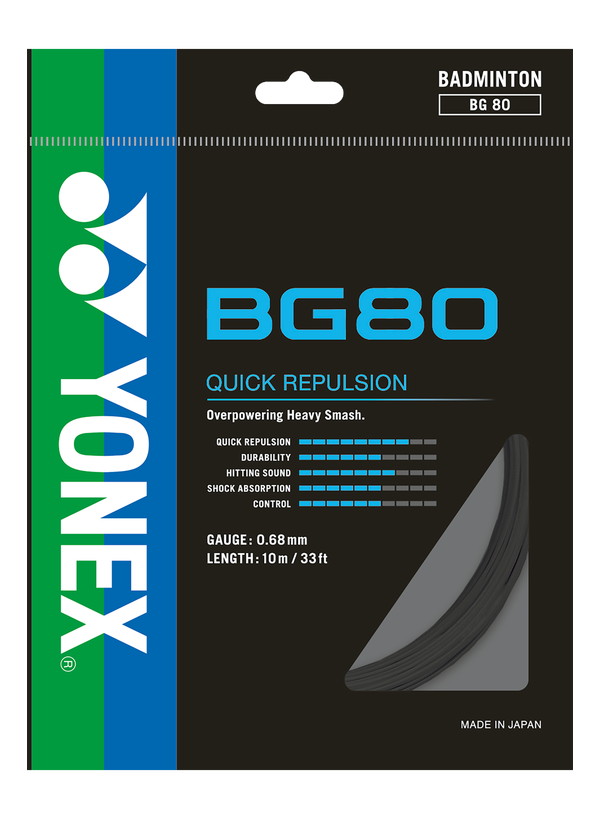 BADMINTON
BG 80
YONEX
®
BG80
QUICK REPULSION
Overpowering Heavy Smash.
QUICK REPULSION
DURABILITY
HITTING SOUND
SHOCK ABSORPTION
CONTROL
GAUGE : 0.68mm
LENGTH : 10m / 33ft
MADE IN JAPAN